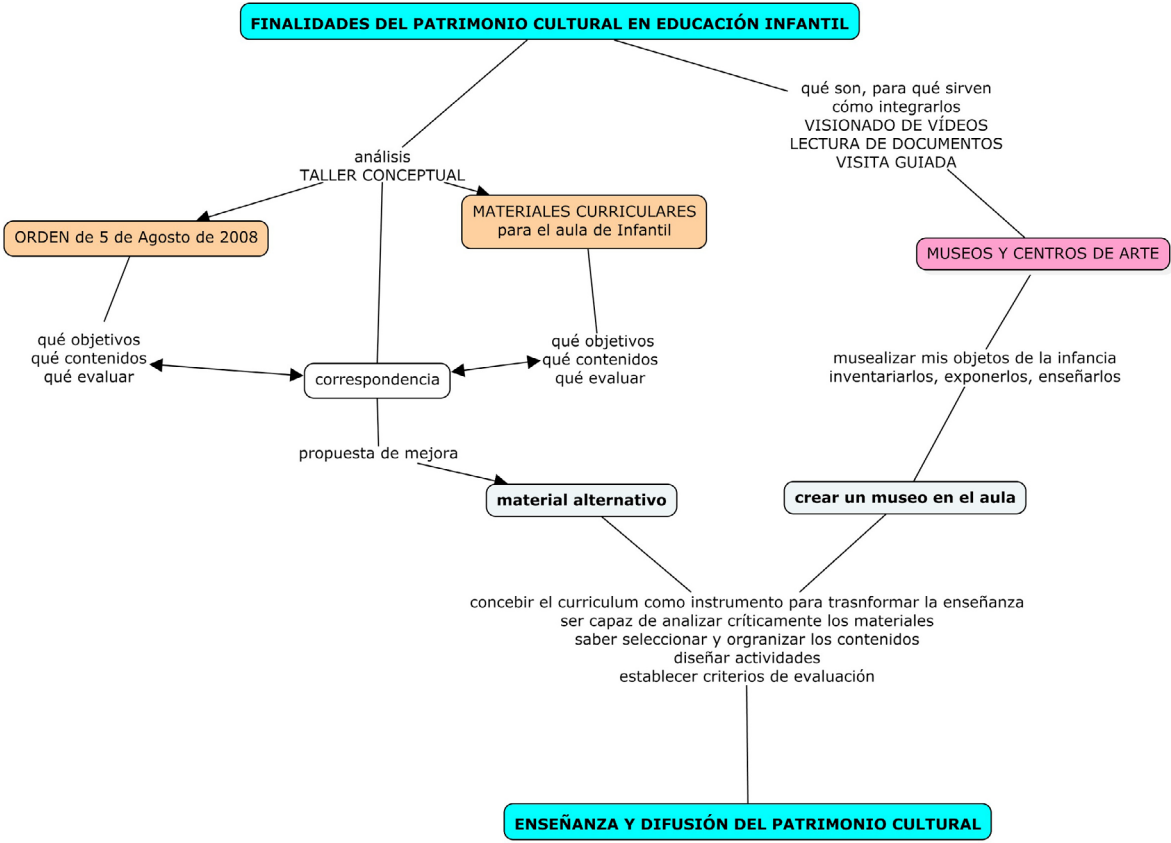 FINALIDADES DEL PATRIMONIO CULTURAL EN EDUCACIÓN INFANTIL
qué son, para qué sirven
cómo integrarlos
VISIONADO DE VÍDEOS
LECTURA DE DOCUMENTOS
VISITA GUIADA
análisis
TALLER CONCEPTUAL
ORDEN de 5 de Agosto de 2008
MATERIALES CURRICULARES
para el aula de Infantil
MUSEOS Y CENTROS DE ARTE
qué objetivos
qué contenidos
qué evaluar
correspondencia
qué objetivos
qué contenidos
qué evaluar
musealizar mis objetos de la infancia
inventariarlos, exponerlos, enseñarlos
propuesta de mejora
material alternativo
crear un museo en el aula
concebir el curriculum como instrumento para trasnformar la enseñanza
ser capaz de analizar críticamente los materiales
saber seleccionar y orgranizar los contenidos
diseñar actividades
establecer criterios de evaluación
ENSEÑANZA Y DIFUSIÓN DEL PATRIMONIO CULTURAL